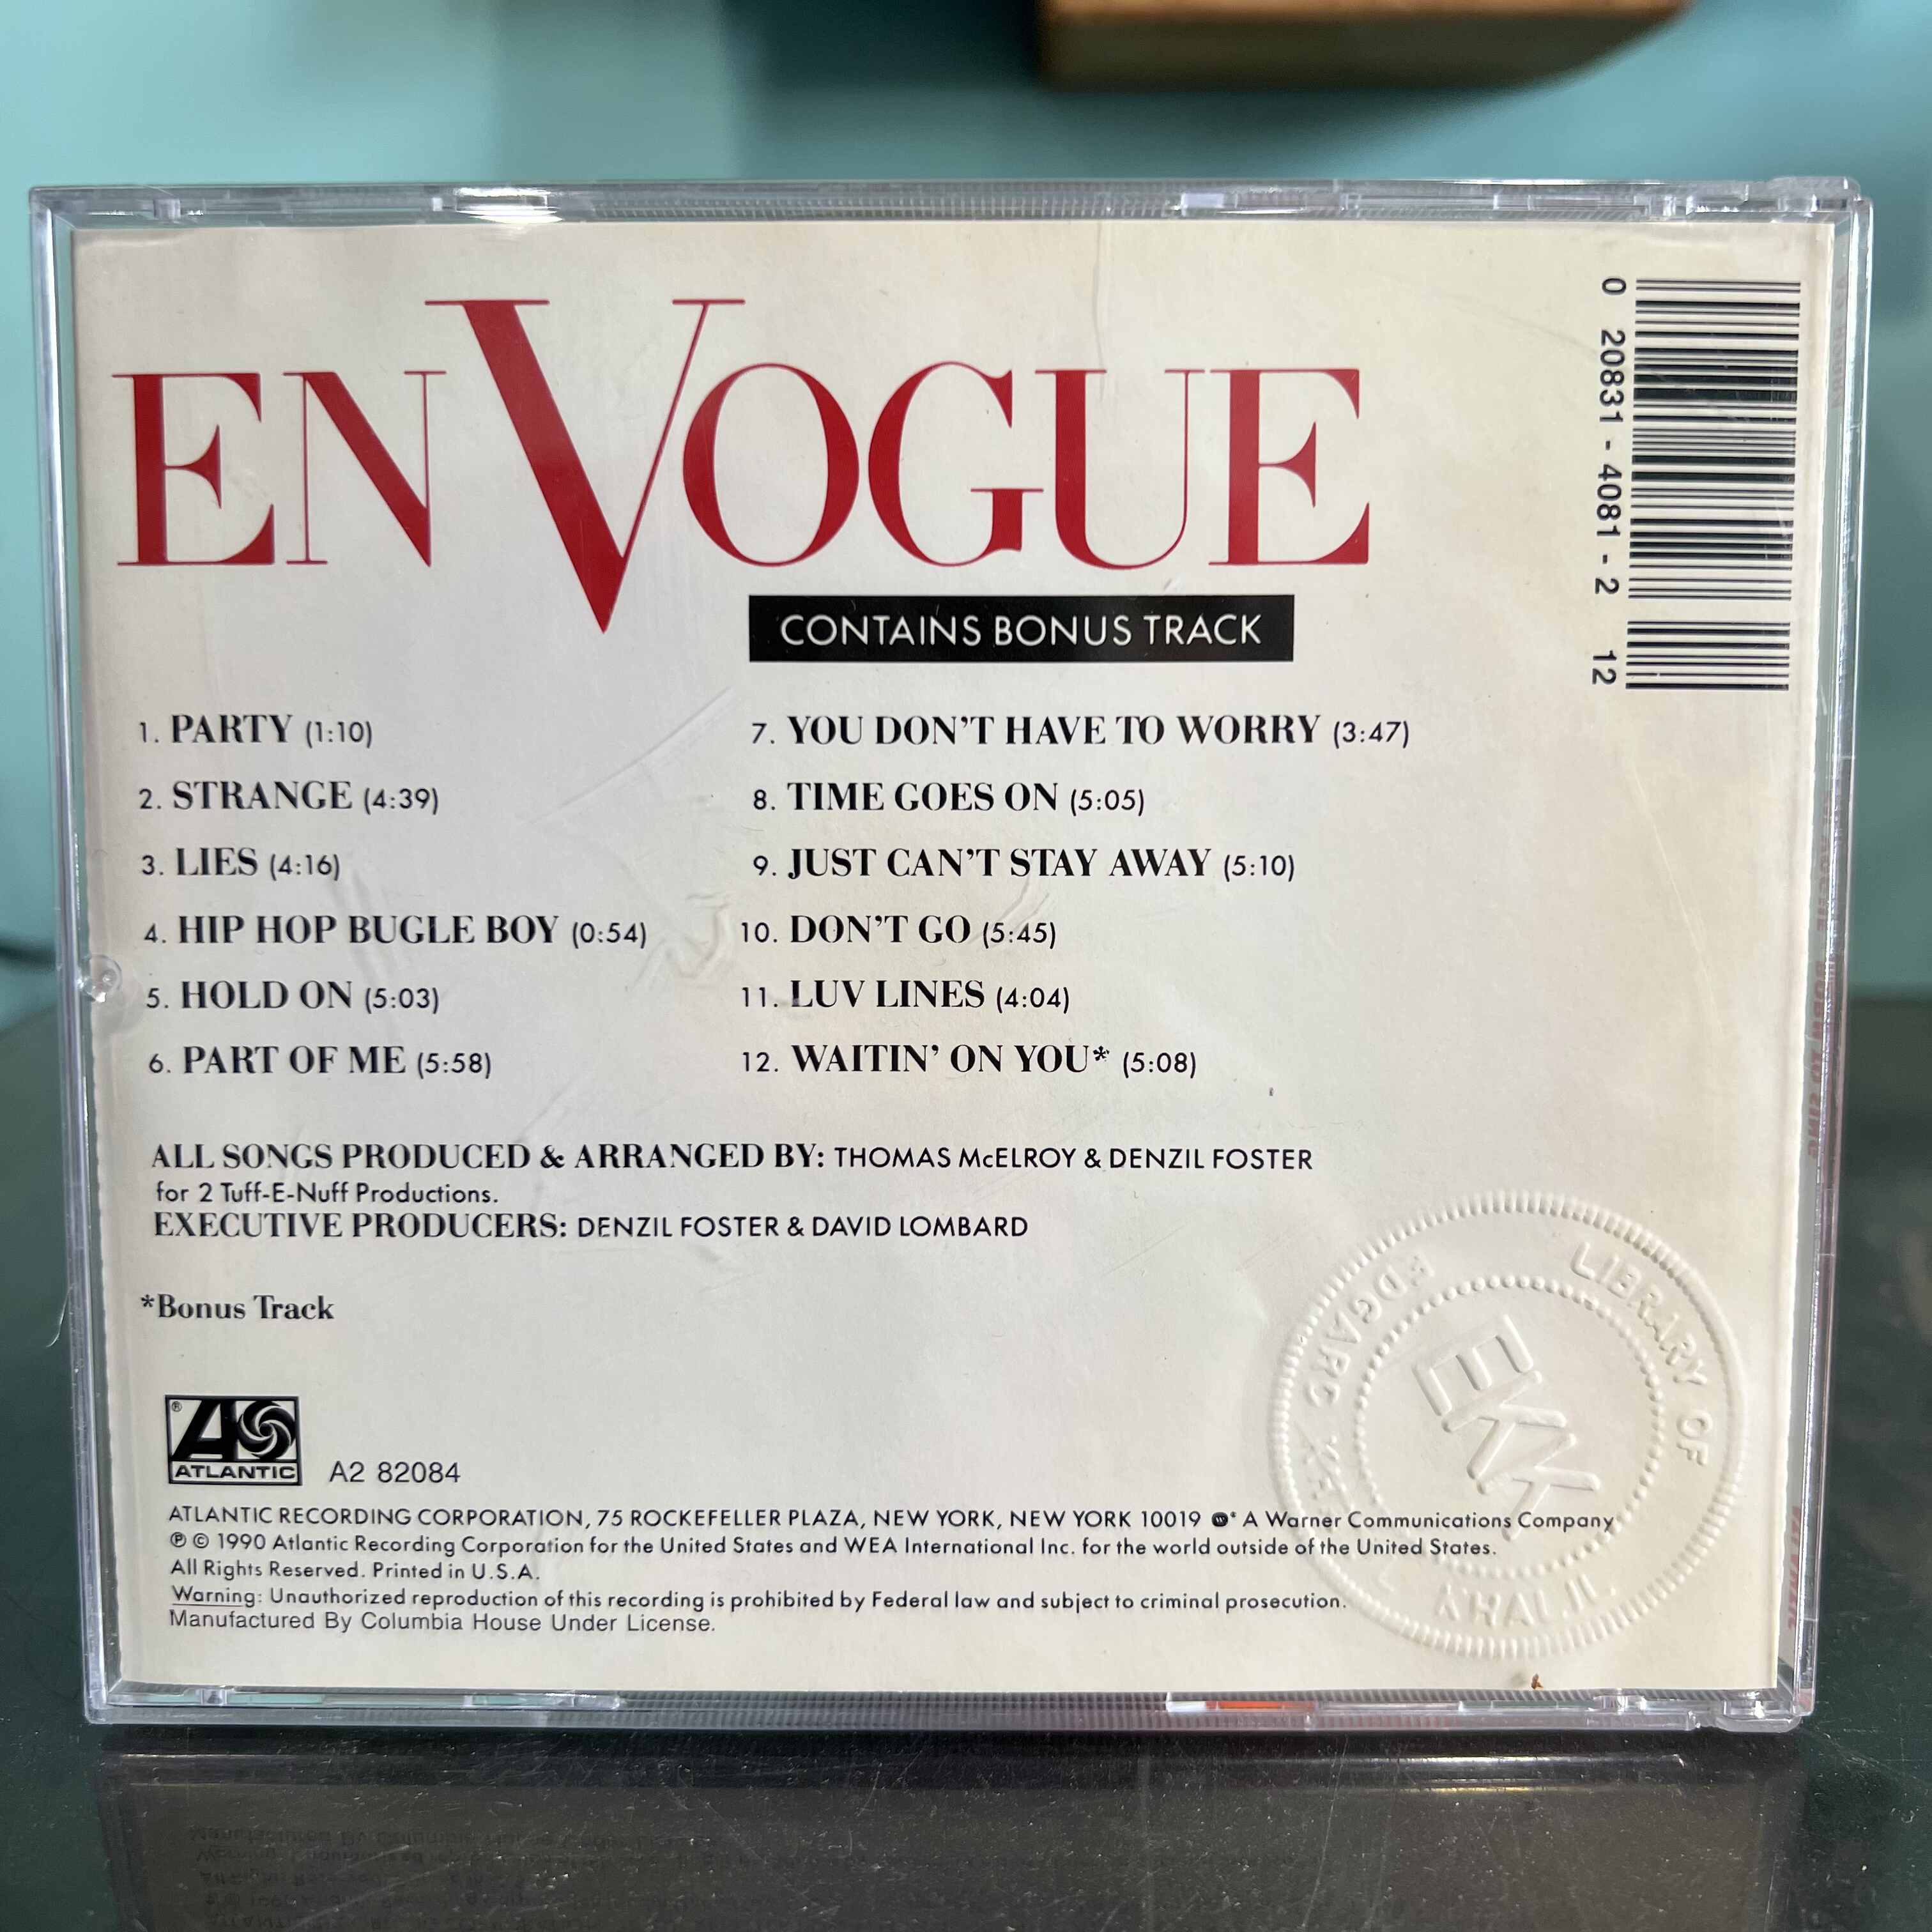 EN VOGUE
CONTAINS BONUS TRACK
0 20831 - 4081 - 2 12
1. PARTY (1:10)
2. STRANGE (4:39)
3. LIES (4:16)
4. HIP HOP BUGLE BOY (0:54)
5. HOLD ON (5:03)
6. PART OF ME (5:58)
7. YOU DON'T HAVE TO WORRY (3:47)
8. TIME GOES ON (5:05)
9. JUST CAN'T STAY AWAY (5:10)
10. DON'T GO (5:45)
11. LUV LINES (4:04)
12. WAITIN' ON YOU* (5:08)
ALL SONGS PRODUCED & ARRANGED BY: THOMAS McELROY & DENZIL FOSTER
for 2 Tuff-E-Nuff Productions.
EXECUTIVE PRODUCERS: DENZIL FOSTER & DAVID LOMBARD
*Bonus Track
LIBRARY OF
EDGARD
EKK
KHALIL
® ATLANTIC
A2 82084
ATLANTIC RECORDING CORPORATION, 75 ROCKEFELLER PLAZA, NEW YORK, NEW YORK 10019 A Warner Communications Company
℗ © 1990 Atlantic Recording Corporation for the United States and WEA International Inc. for the world outside of the United States.
All Rights Reserved. Printed in U.S.A.
Warning: Unauthorized reproduction of this recording is prohibited by Federal law and subject to criminal prosecution.
Manufactured By Columbia House Under License.